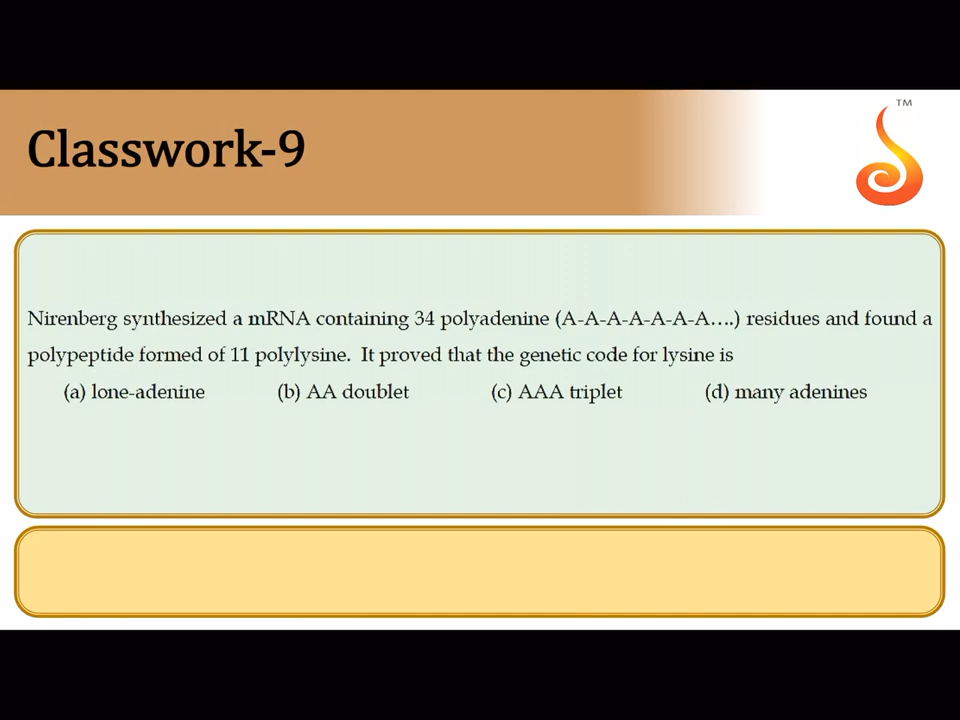 TM
Classwork-9
Nirenberg synthesized a mRNA containing 34 polyadenine (A-A-A-A-A-A-A....) residues and found a
polypeptide formed of 11 polylysine. It proved that the genetic code for lysine is
(a) lone-adenine (b) AA doublet (c) AAA triplet (d) many adenines